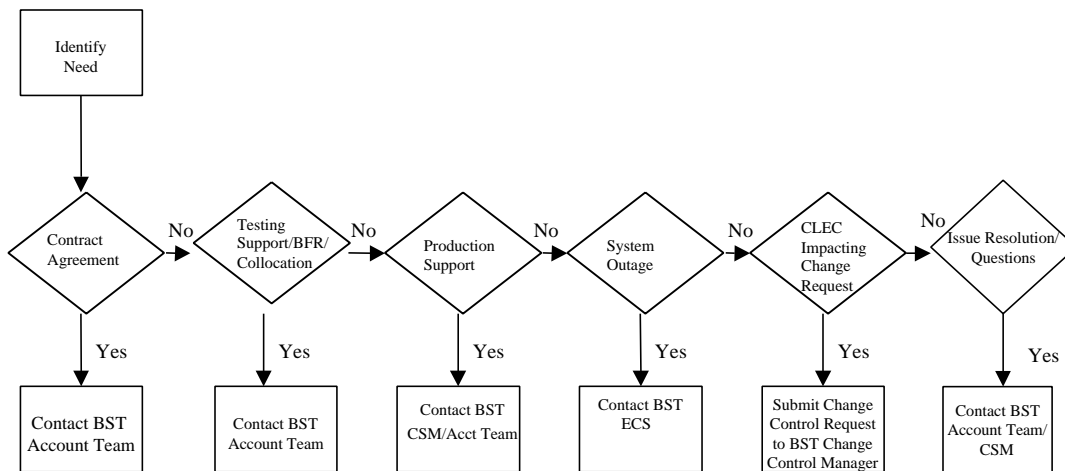 Identify
Need
Contract
Agreement
No
Testing
Support/BFR/
Collocation
No
Production
Support
No
System
Outage
No
CLEC
Impacting
Change
Request
No
Issue Resolution/
Questions
Yes
Yes
Yes
Yes
Yes
Yes
Contact BST
Account Team
Contact BST
Account Team
Contact BST
CSM/Acct Team
Contact BST
ECS
Submit Change
Control Request
to BST Change
Control Manager
Contact BST
Account Team/
CSM